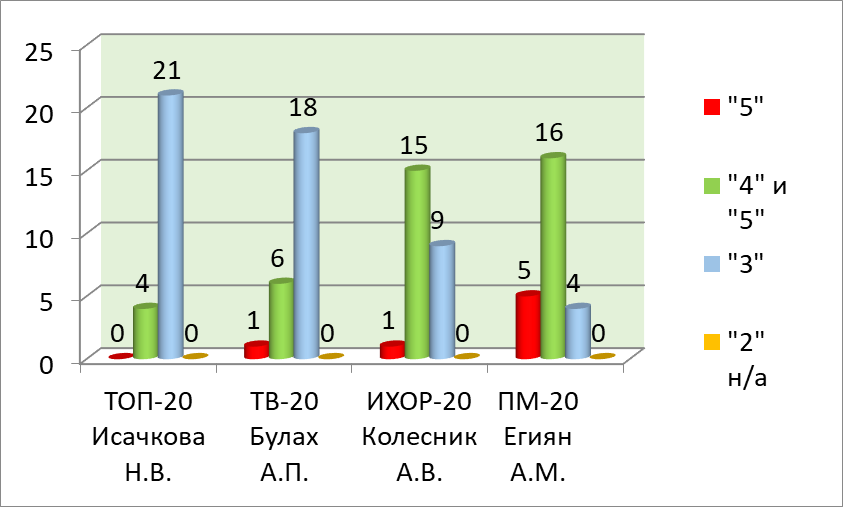 25
20
15
10
5
0
0
4
21
0
1
6
18
0
1
15
9
0
5
16
4
0
ТОП-20
Исачкова
Н.В.
ТВ-20
Булах
А.П.
ИХОР-20
Колесник
А.В.
ПМ-20
Егиян
А.М.
"5"
"4" и
"5"
"3"
"2"
н/а